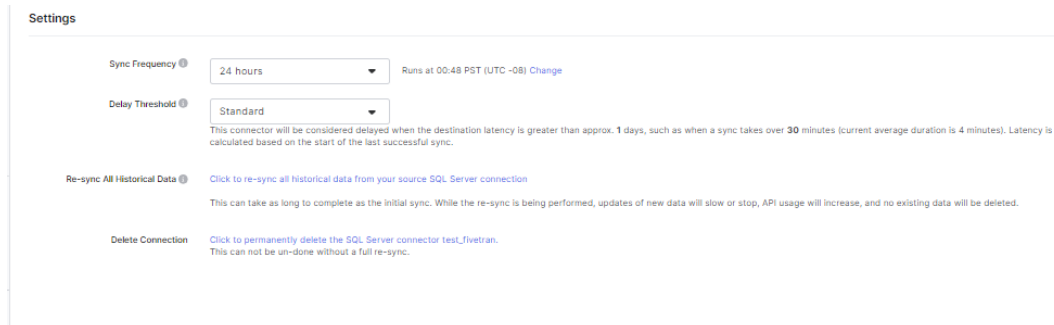 Settings
Sync Frequency
24 hours
Runs at 00:48 PST (UTC -08) Change
Delay Threshold
Standard
This connector will be considered delayed when the destination latency is greater than approx. 1 days, such as when a sync takes over 30 minutes (current average duration is 4 minutes). Latency is
calculated based on the start of the last successful sync.
Re-sync All Historical Data
Click to re-sync all historical data from your source SQL Server connection
This can take as long to complete as the initial sync. While the re-sync is being performed, updates of new data will slow or stop, API usage will increase, and no existing data will be deleted.
Delete Connection
Click to permanently delete the SQL Server connector test_fivetran.
This can not be un-done without a full re-sync.